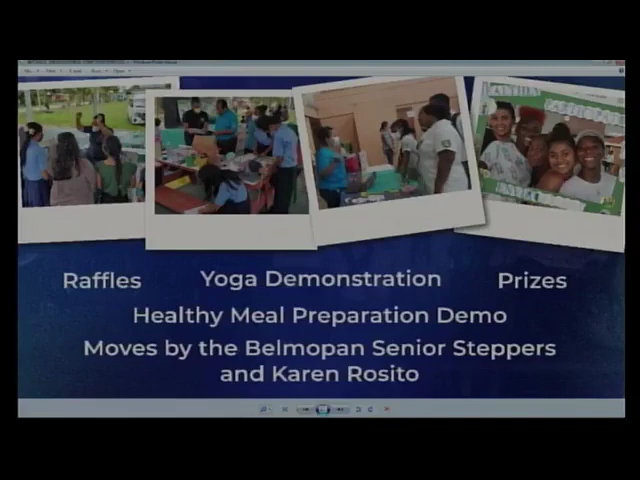 Raffles
Yoga Demonstration
Prizes
Healthy Meal Preparation Demo
Moves by the Belmopan Senior Steppers
and Karen Rosito